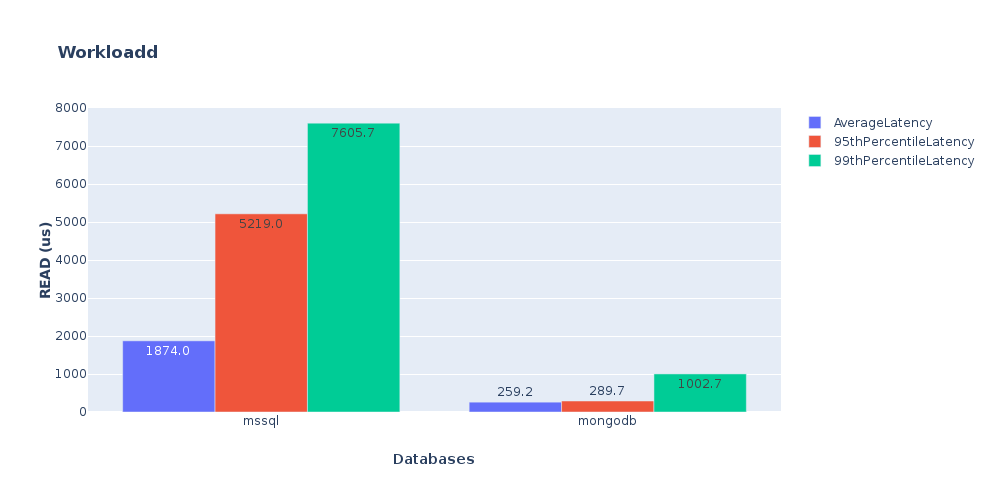 Workloadd
READ (us)
8000
7000
6000
5000
4000
3000
2000
1000
0
1874.0
5219.0
7605.7
259.2
289.7
1002.7
mssql
mongodb
Databases
AverageLatency
95thPercentileLatency
99thPercentileLatency